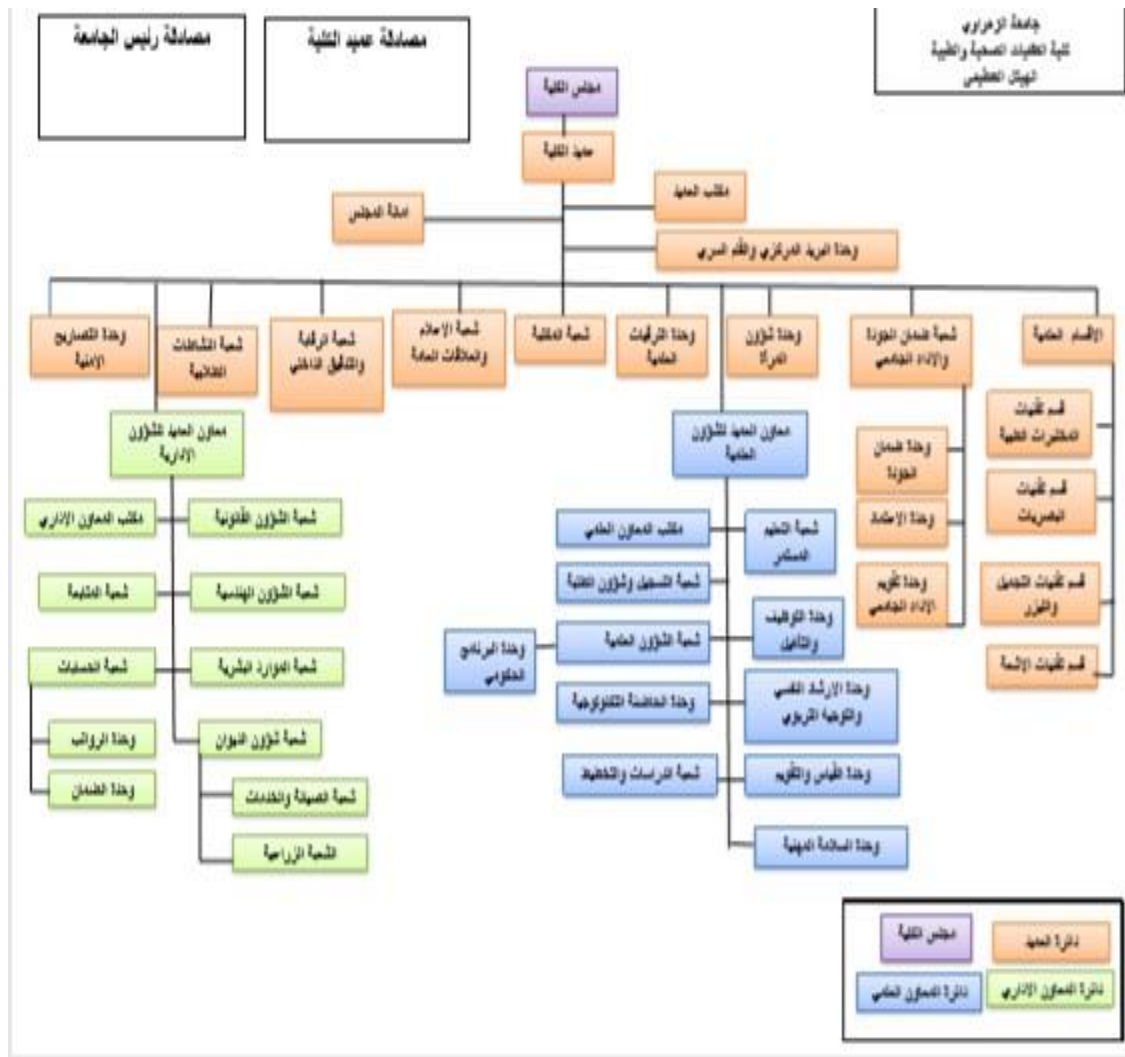 جامعة الزهراوي
كلية التقنيات الصحية والطبية
الهيكل التنظيمي
مصادقة عميد الكلية
مصادقة رئيس الجامعة
مجلس الكلية
عميد الكلية
مكتب العميد
امانة المجلس
وحدة البريد المركزي والقلم السري
الاقسام العلمية
شعبة ضمان الجودة
والاداء الجامعي
وحدة شؤون
المرأة
وحدة الترقيات
العلمية
شعبة المكتبة
شعبة الاعلام
والعلاقات العامة
شعبة الرقابة
والتدقيق الداخلي
شعبة النشاطات
الطلابية
وحدة التصاريح
الامنية
قسم تقنيات
المختبرات الطبية
قسم تقنيات
البصريات
قسم تقنيات التجميل
والليزر
قسم تقنيات الاشعة
وحدة ضمان
الجودة
وحدة الاعتماد
وحدة تقويم
الاداء الجامعي
معاون العميد للشؤون
العلمية
شعبة التعليم
المستمر
مكتب المعاون العلمي
شعبة التسجيل وشؤون الطلبة
وحدة التوظيف
والتأهيل
شعبة الشؤون العلمية
وحدة البرنامج
الحكومي
وحدة الارشاد النفسي
والتوجيه التربوي
وحدة الحاضنة التكنولوجية
وحدة القياس والتقويم
شعبة الدراسات والتخطيط
وحدة السلامة المهنية
معاون العميد للشؤون
الادارية
شعبة الشؤون القانونية
مكتب المعاون الاداري
شعبة الشؤون الهندسية
شعبة المتابعة
شعبة الموارد البشرية
شعبة الحسابات
شعبة شؤون الديوان
وحدة الرواتب
شعبة الصيانة والخدمات
وحدة الضمان
الشعبة الزراعية
دائرة العميد
مجلس الكلية
دائرة المعاون الاداري
دائرة المعاون العلمي